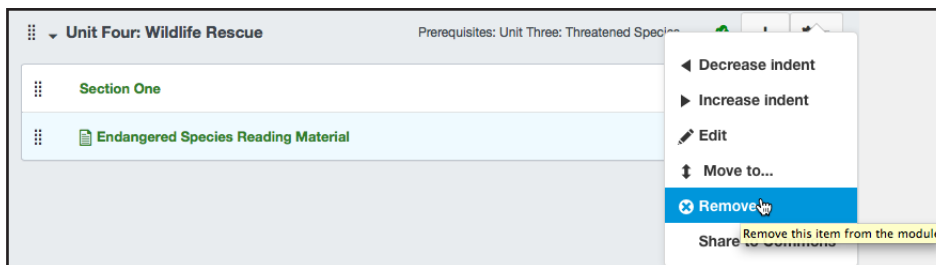 Unit Four: Wildlife Rescue
Prerequisites: Unit Three: Threatened Species
Section One
Endangered Species Reading Material
Decrease indent
Increase indent
Edit
Move to...
Remove
Remove this item from the module
Share to Commons